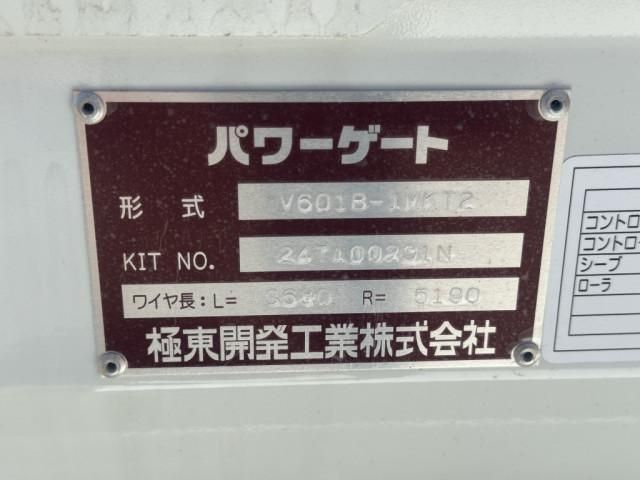 パワーゲート
形 式 V601B-1MKT2
KIT NO. 24TA00291N
ワイヤ長：L= R= 5190
極東開発工業株式会社
コントロ
コントロー
シーブ
ローラ